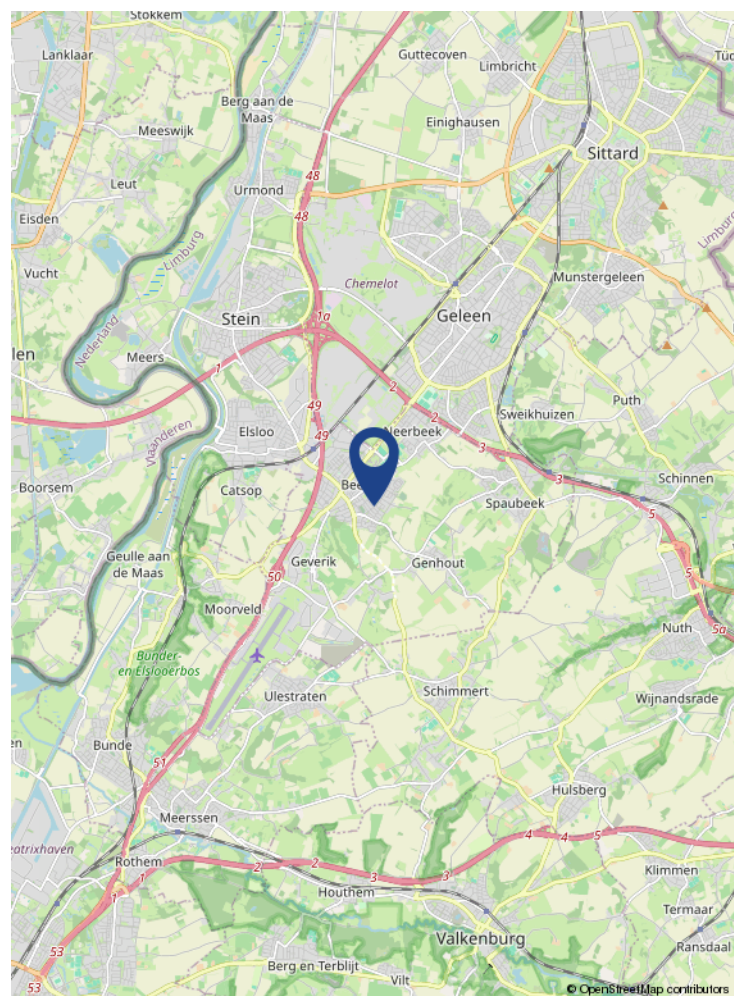 Stokkem
Lanklaar
Guttecoven
Limbricht
Berg aan de
Maas
Meeswijk
Einighausen
Sittard
48
Leut
Urmond
48
Eisden
Limburg
Limburg
Vucht
Chemelot
Munstergeleen
Stein
1a
Geleen
Nederland
Meers
1
2
Puth
49
2
Sweikhuizen
Elsloo
49
Neerbeek
Vlaanderen
3
3
Schinnen
Boorsem
Catsop
Spaubeek
5
Geulle aan
de Maas
Geverik
Genhout
50
5
Moorveld
5a
Nuth
Bunder-
en Elslooerbos
Ulestraten
Schimmert
Wijnandsrade
Bunde
51
Hulsberg
Meerssen
4
4
5
Rothem
2
2
3
3
1
1
Klimmen
Houthem
Termaar
Valkenburg
Ransdaal
53
Berg en Terblijt
Vilt
53
© OpenStreetMap contributors